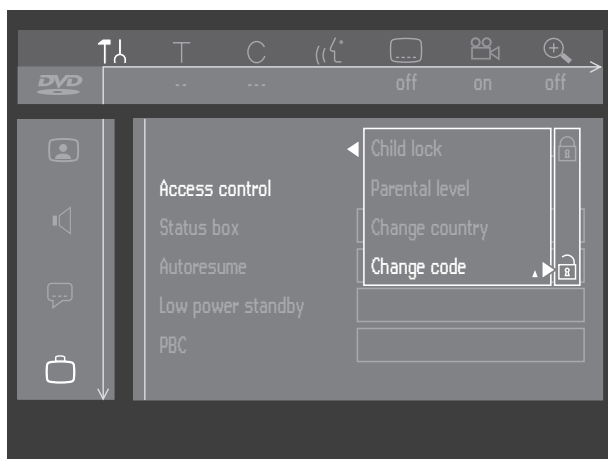 T C
DVD -- --- off on off
Child lock
Access control Parental level
Status box Change country
Autoresume Change code
Low power standby
PBC